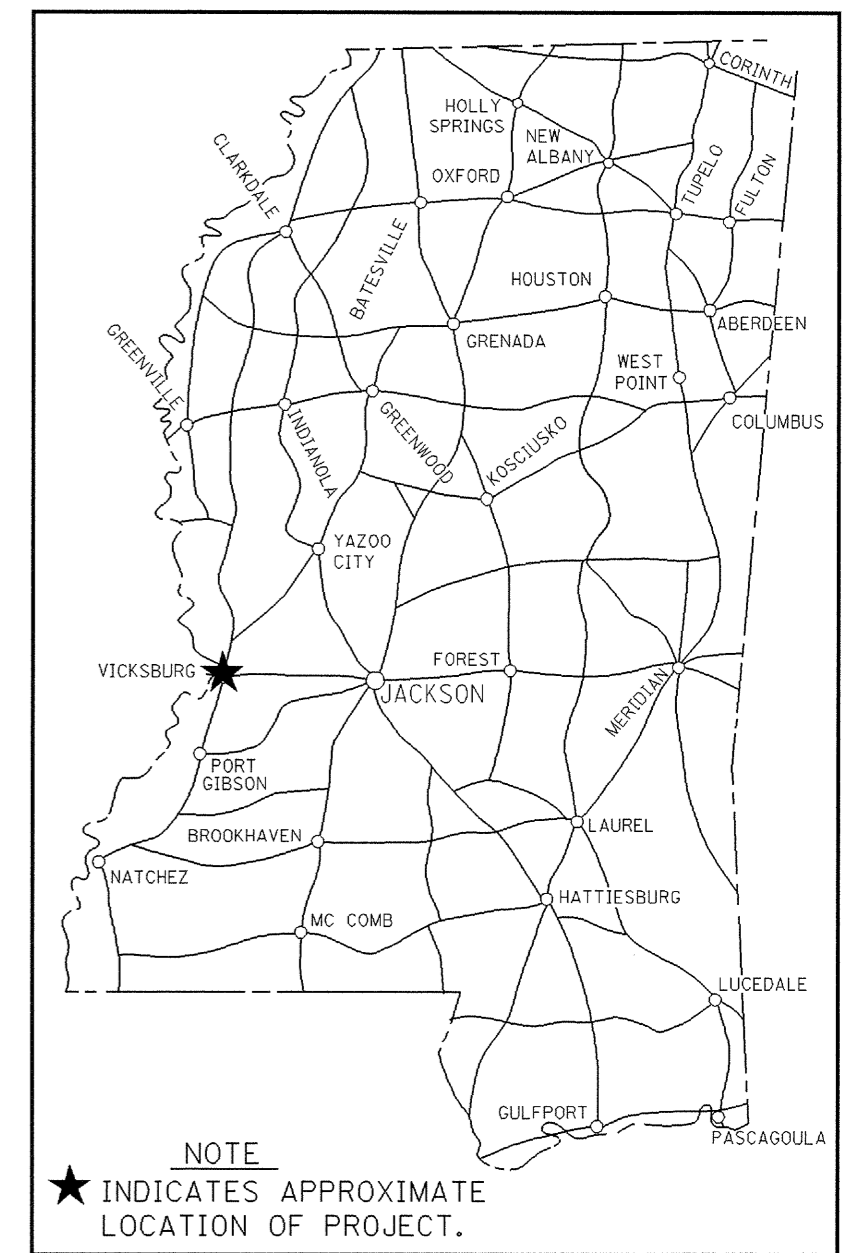 CORINTH
HOLLY
SPRINGS
NEW
ALBANY
CLARKDALE
OXFORD
TUPELO
FULTON
BATESVILLE
HOUSTON
ABERDEEN
GREENVILLE
GRENADA
WEST
POINT
COLUMBUS
INDIANOLA
GREENWOOD
KOSCIUSKO
YAZOO
CITY
VICKSBURG
FOREST
JACKSON
MERIDIAN
PORT
GIBSON
BROOKHAVEN
LAUREL
NATCHEZ
HATTIESBURG
MC COMB
LUCEDALE
GULFPORT
PASCAGOULA
NOTE
INDICATES APPROXIMATE
LOCATION OF PROJECT.